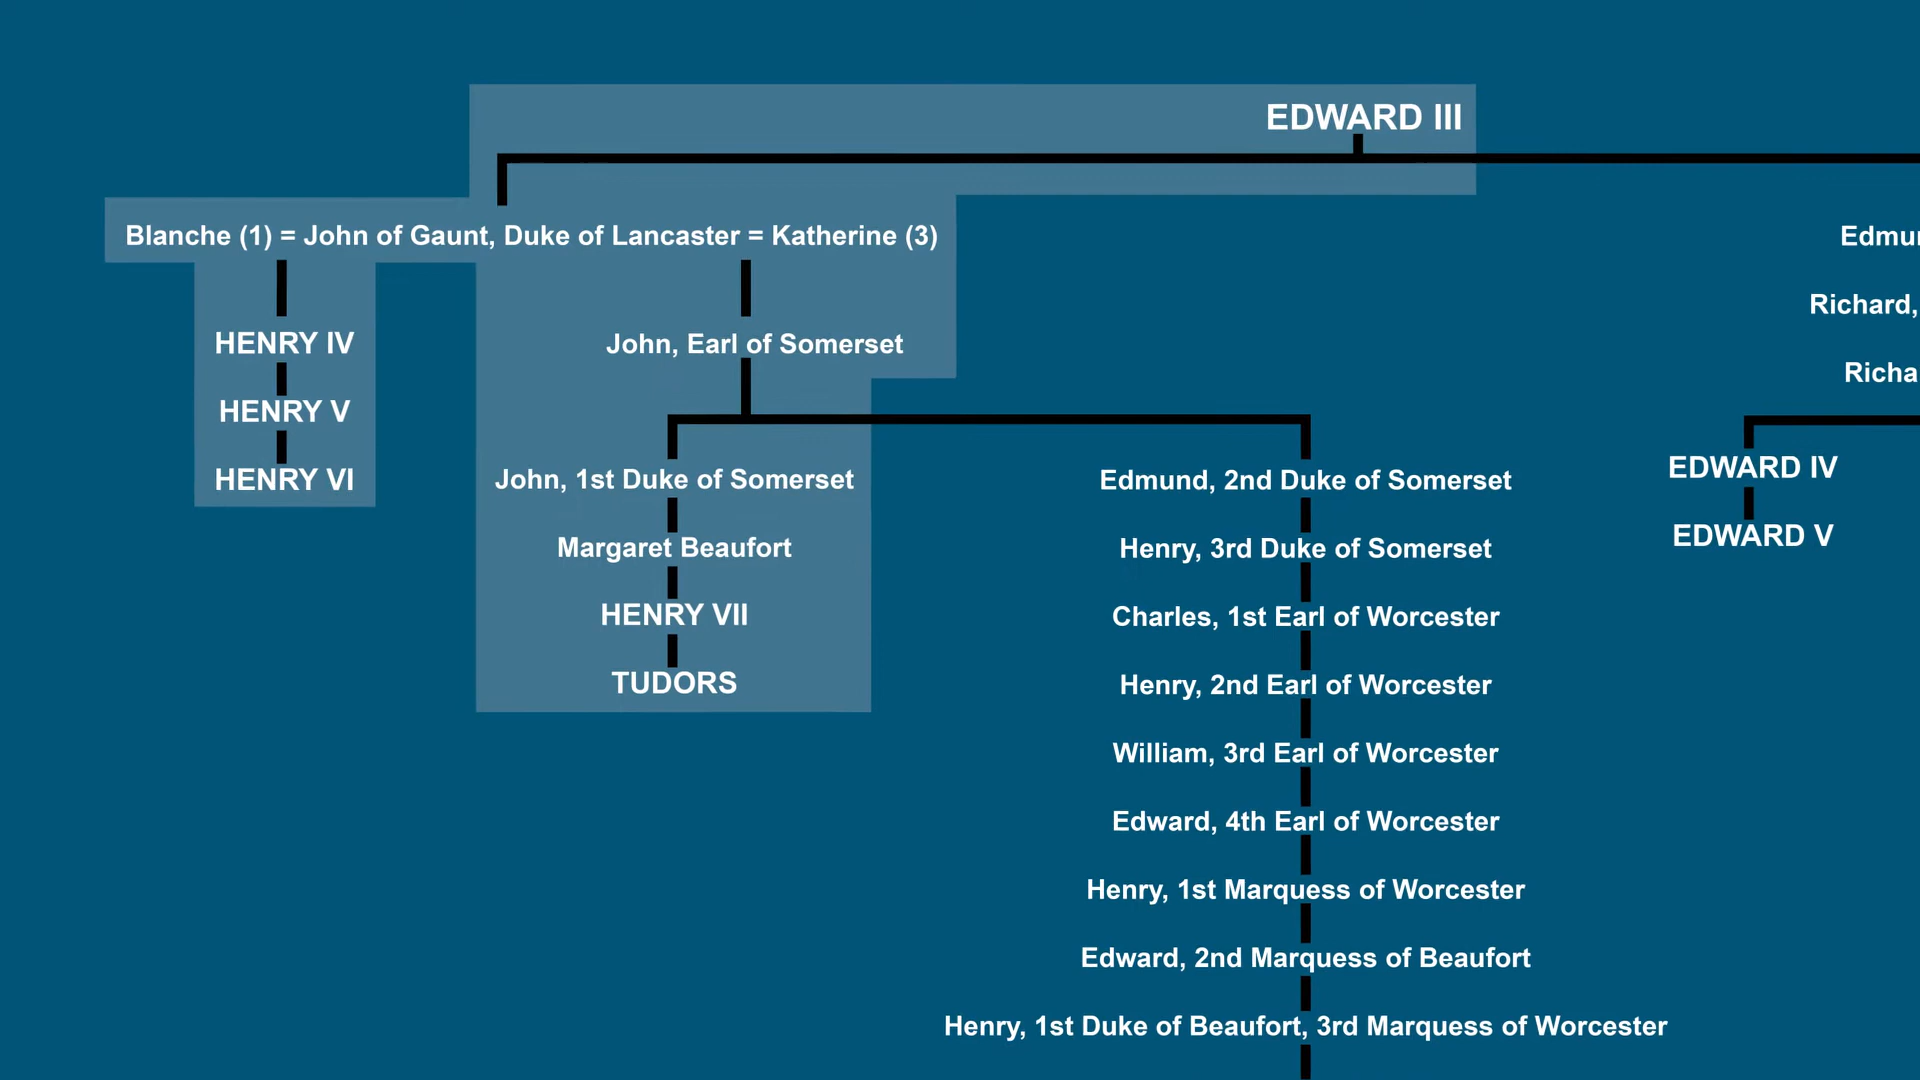 EDWARD III
Blanche (1) = John of Gaunt, Duke of Lancaster = Katherine (3)
Edmu
HENRY IV
John, Earl of Somerset
Richard,
HENRY V
Richa
HENRY VI
John, 1st Duke of Somerset
Edmund, 2nd Duke of Somerset
EDWARD IV
Margaret Beaufort
Henry, 3rd Duke of Somerset
EDWARD V
HENRY VII
Charles, 1st Earl of Worcester
TUDORS
Henry, 2nd Earl of Worcester
William, 3rd Earl of Worcester
Edward, 4th Earl of Worcester
Henry, 1st Marquess of Worcester
Edward, 2nd Marquess of Beaufort
Henry, 1st Duke of Beaufort, 3rd Marquess of Worcester